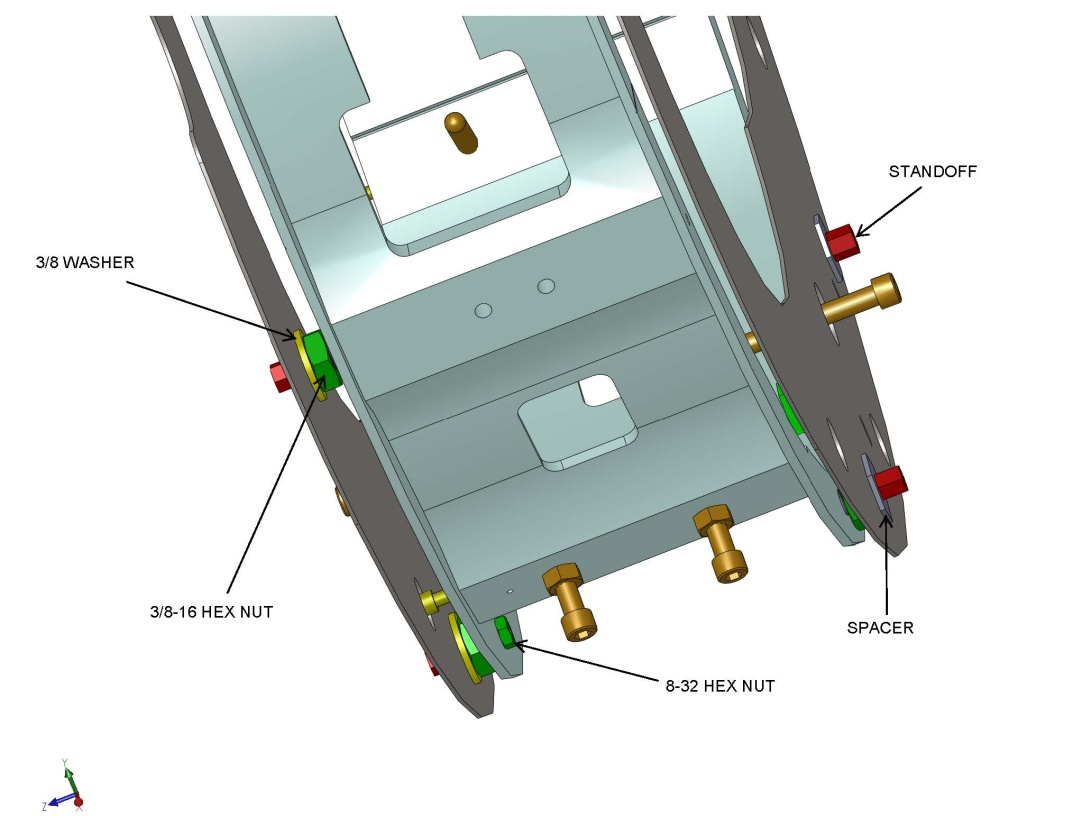 STANDOFF
3/8 WASHER
3/8-16 HEX NUT
SPACER
8-32 HEX NUT
Y
Z
X